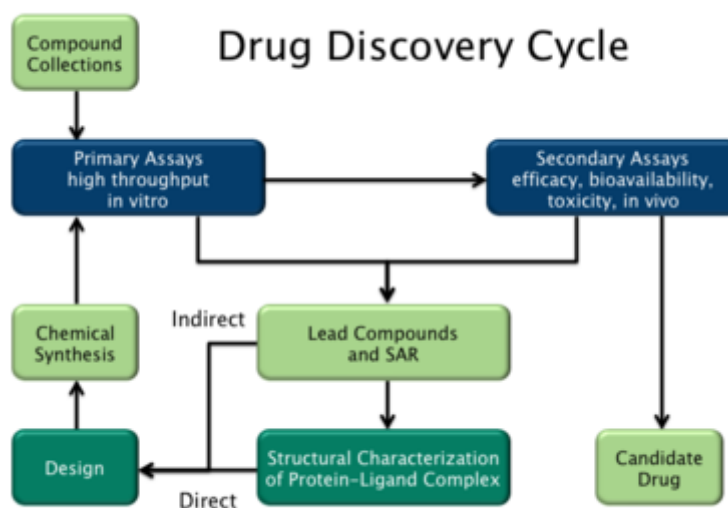 Compound
Collections
Drug Discovery Cycle
Primary Assays
high throughput
in vitro
Secondary Assays
efficacy, bioavailability,
toxicity, in vivo
Chemical
Synthesis
Indirect
Lead Compounds
and SAR
Design
Direct
Structural Characterization
of Protein–Ligand Complex
Candidate
Drug